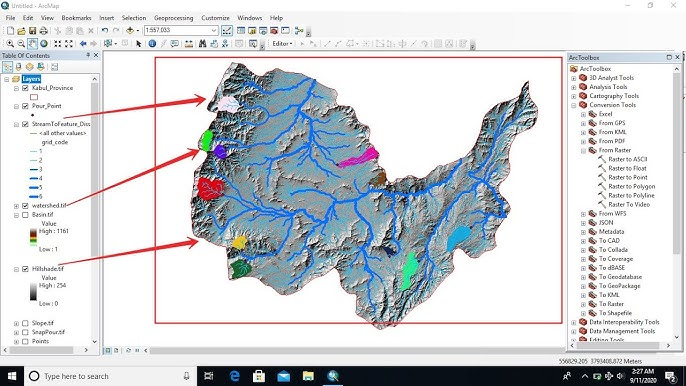 Untitled - ArcMap
File Edit View Bookmarks Insert Selection Geoprocessing Customize Windows Help
1:557,033
Editor
Table Of Contents
Layers
Kabul_Province
Pour_Point
StreamToFeature_Diss
<all other values>
grid_code
1
2
3
4
5
6
watershed.tif
Basin.tif
Value
High : 1161
Low : 1
Hillshade.tif
Value
High : 254
Low : 0
Slope.tif
SnapPour.tif
Points
ArcToolbox
ArcToolbox
3D Analyst Tools
Analysis Tools
Cartography Tools
Conversion Tools
Excel
From GPS
From KML
From PDF
From Raster
Raster to ASCII
Raster to Float
Raster to Point
Raster to Polygon
Raster to Polyline
Raster To Video
From WFS
JSON
Metadata
To CAD
To Collada
To Coverage
To dBASE
To Geodatabase
To GeoPackage
To KML
To Raster
To Shapefile
Data Interoperability Tools
Data Management Tools
Editing Tools
556829.205 3793408.872 Meters
Type here to search
2:27 AM
9/11/2020